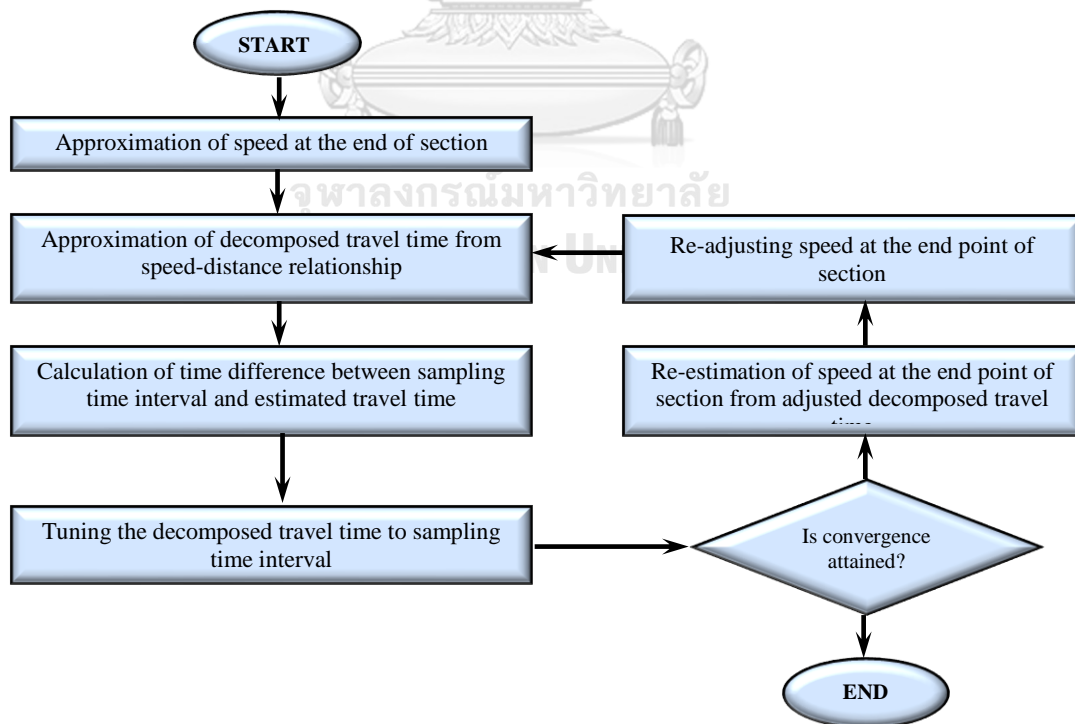 START
Approximation of speed at the end of section
จุฬาลงกรณ์มหาวิทยาลัย
Approximation of decomposed travel time from
speed-distance relationship
Calculation of time difference between sampling
time interval and estimated travel time
Tuning the decomposed travel time to sampling
time interval
Is convergence
attained?
Re-estimation of speed at the end point of
section from adjusted decomposed travel
time
Re-adjusting speed at the end point of
section
END